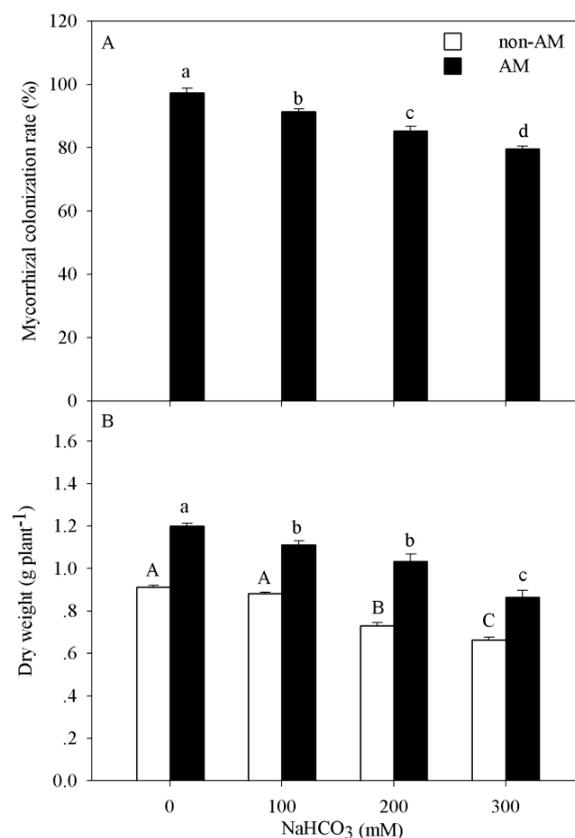 120
A
non-AM
AM
a
100
b
c
d
80
60
40
20
0
Mycorrhizal colonization rate (%)
B
1.6
1.4
1.2
a
b
b
1.0
A
A
c
.8
B
C
.6
.4
.2
0.0
Dry weight (g plant⁻¹)
0 100 200 300
NaHCO₃ (mM)